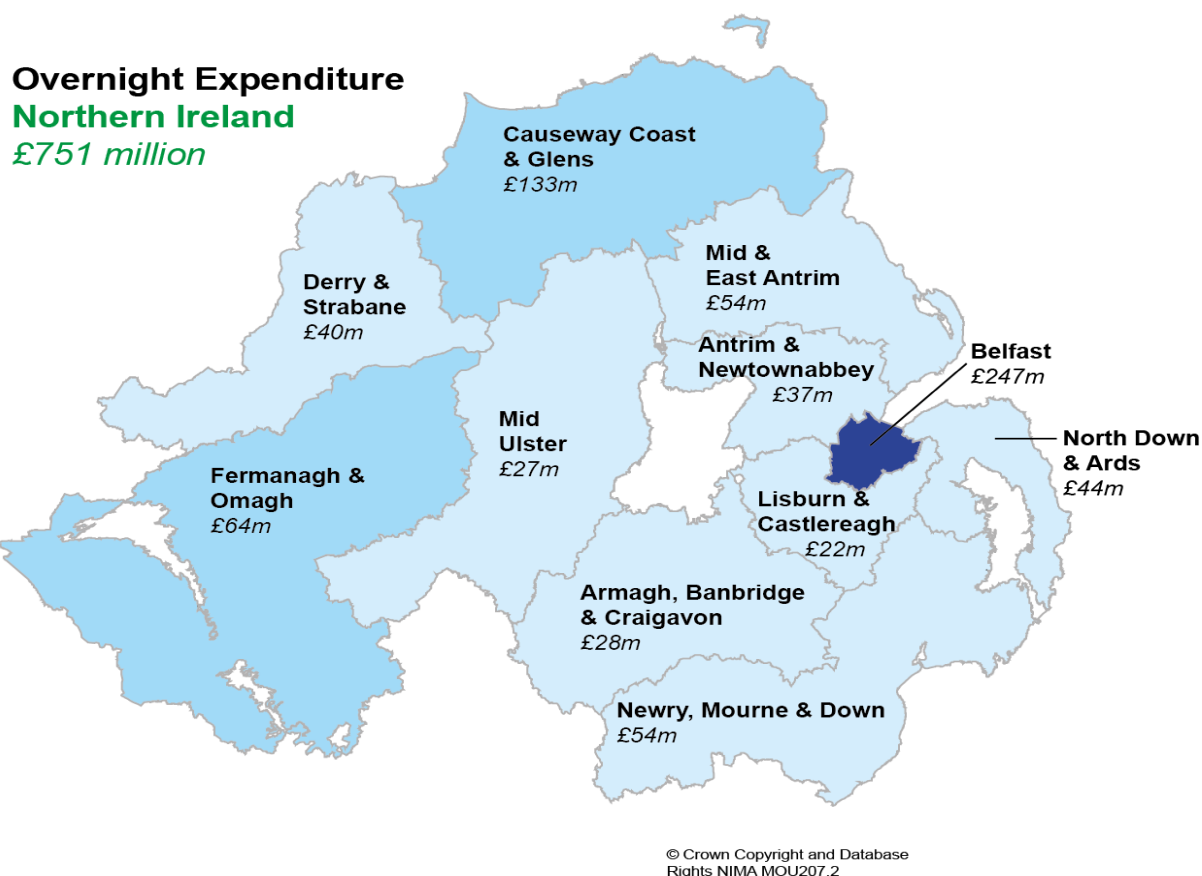 Overnight Expenditure
Northern Ireland
£751 million
Causeway Coast
& Glens
£133m
Derry &
Strabane
£40m
Mid &
East Antrim
£54m
Antrim &
Newtownabbey
£37m
Belfast
£247m
North Down
& Ards
£44m
Mid
Ulster
£27m
Fermanagh &
Omagh
£64m
Lisburn &
Castlereagh
£22m
Armagh, Banbridge
& Craigavon
£28m
Newry, Mourne & Down
£54m
© Crown Copyright and Database
Rights NIMA MOU207.2